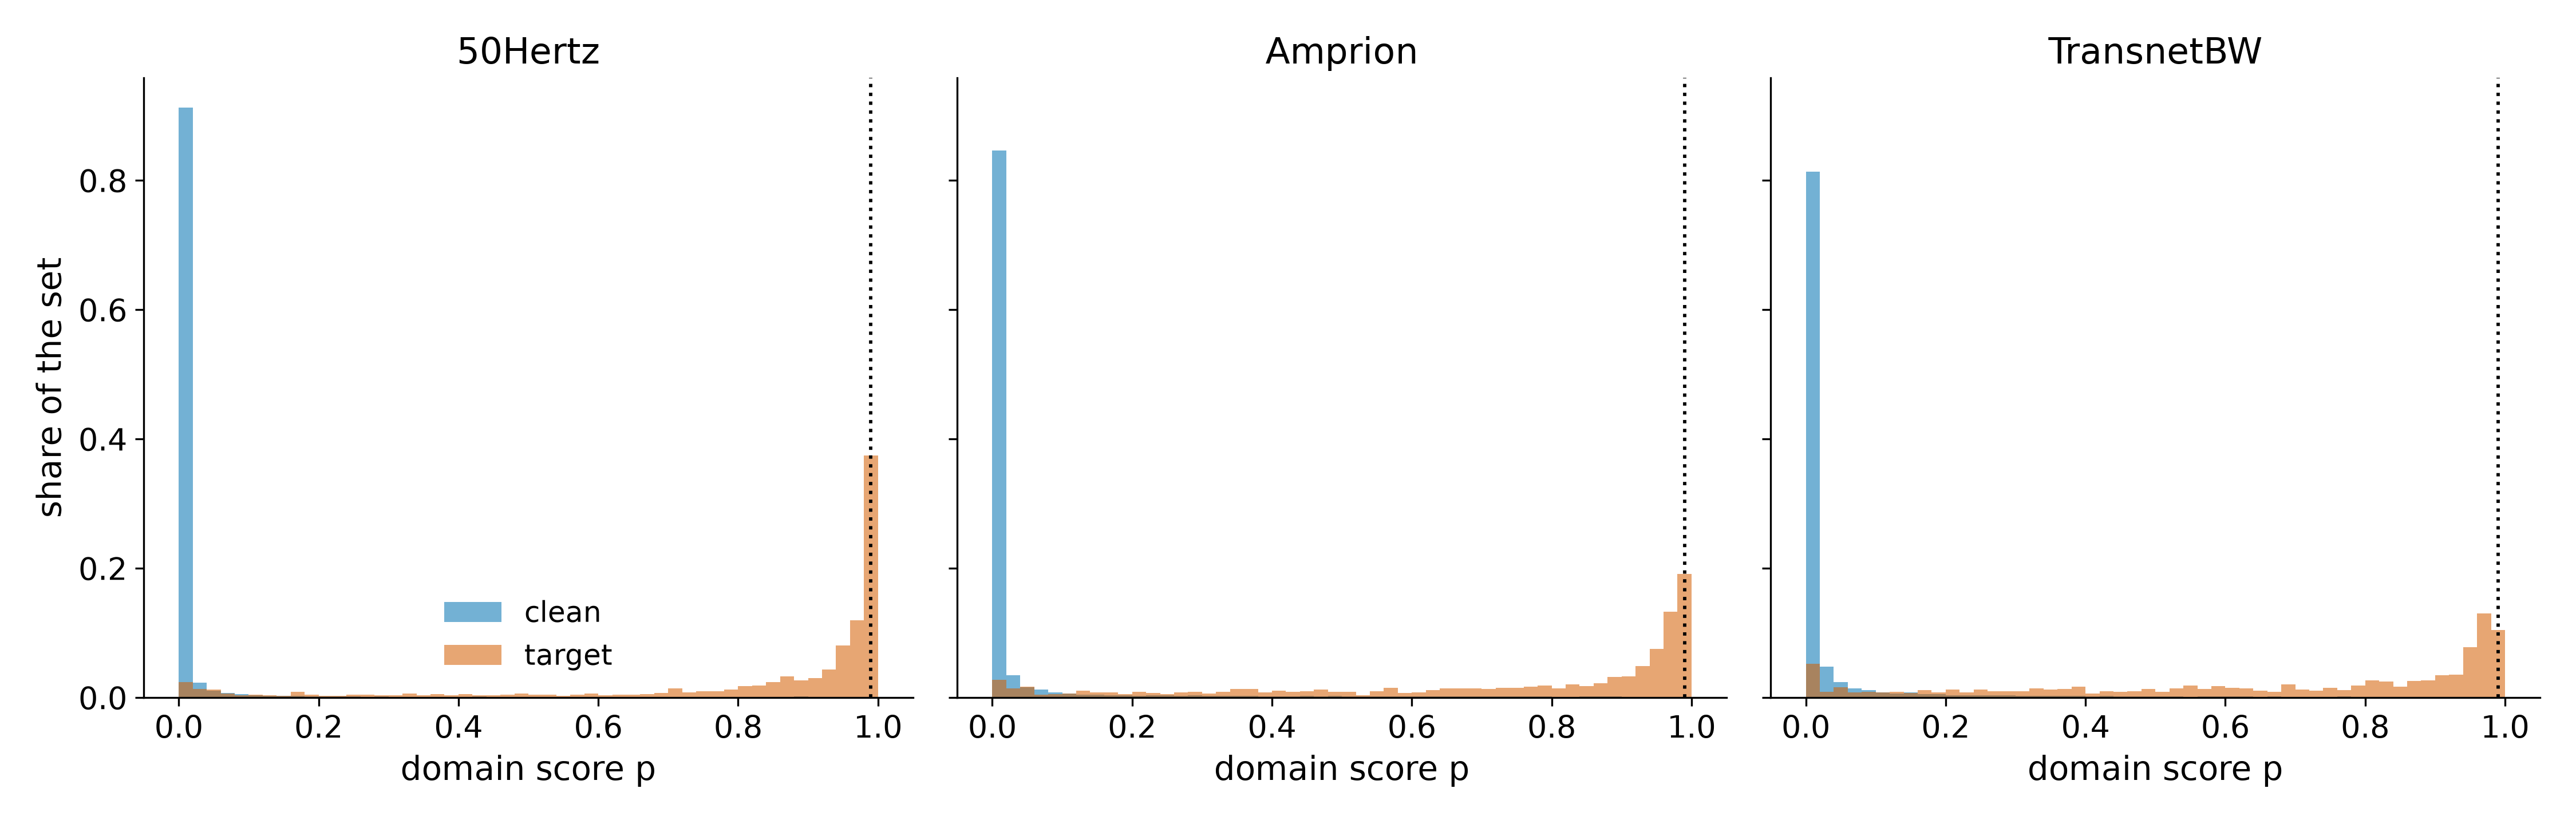 50Hertz
Amprion
TransnetBW
share of the set
0.8
0.6
0.4
0.2
0.0
clean
target
0.0 0.2 0.4 0.6 0.8 1.0
0.0 0.2 0.4 0.6 0.8 1.0
0.0 0.2 0.4 0.6 0.8 1.0
domain score p
domain score p
domain score p